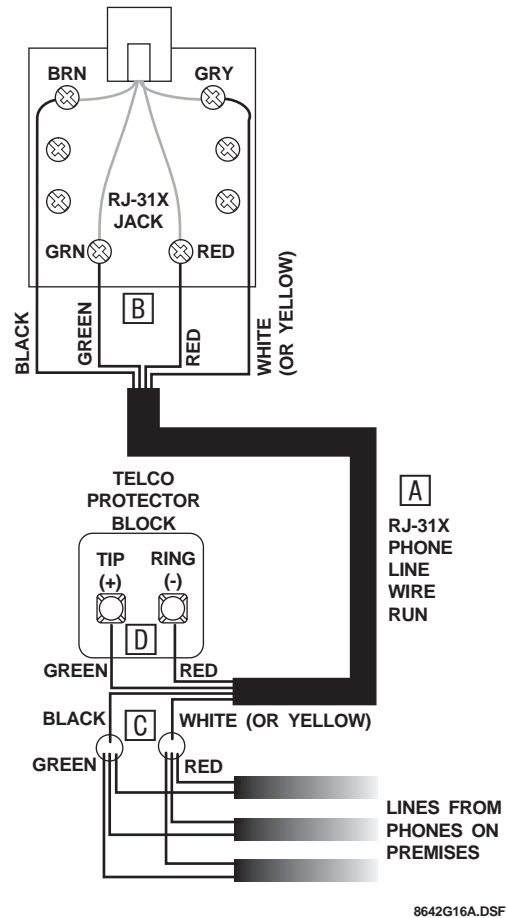 BRN
GRY
RJ-31X
JACK
GRN
RED
B
BLACK
GREEN
RED
WHITE
(OR YELLOW)
A
RJ-31X
PHONE
LINE
WIRE
RUN
TELCO
PROTECTOR
BLOCK
TIP
(+)
RING
(-)
D
GREEN
RED
BLACK
C
WHITE (OR YELLOW)
GREEN
RED
LINES FROM
PHONES ON
PREMISES
8642G16A.DSF